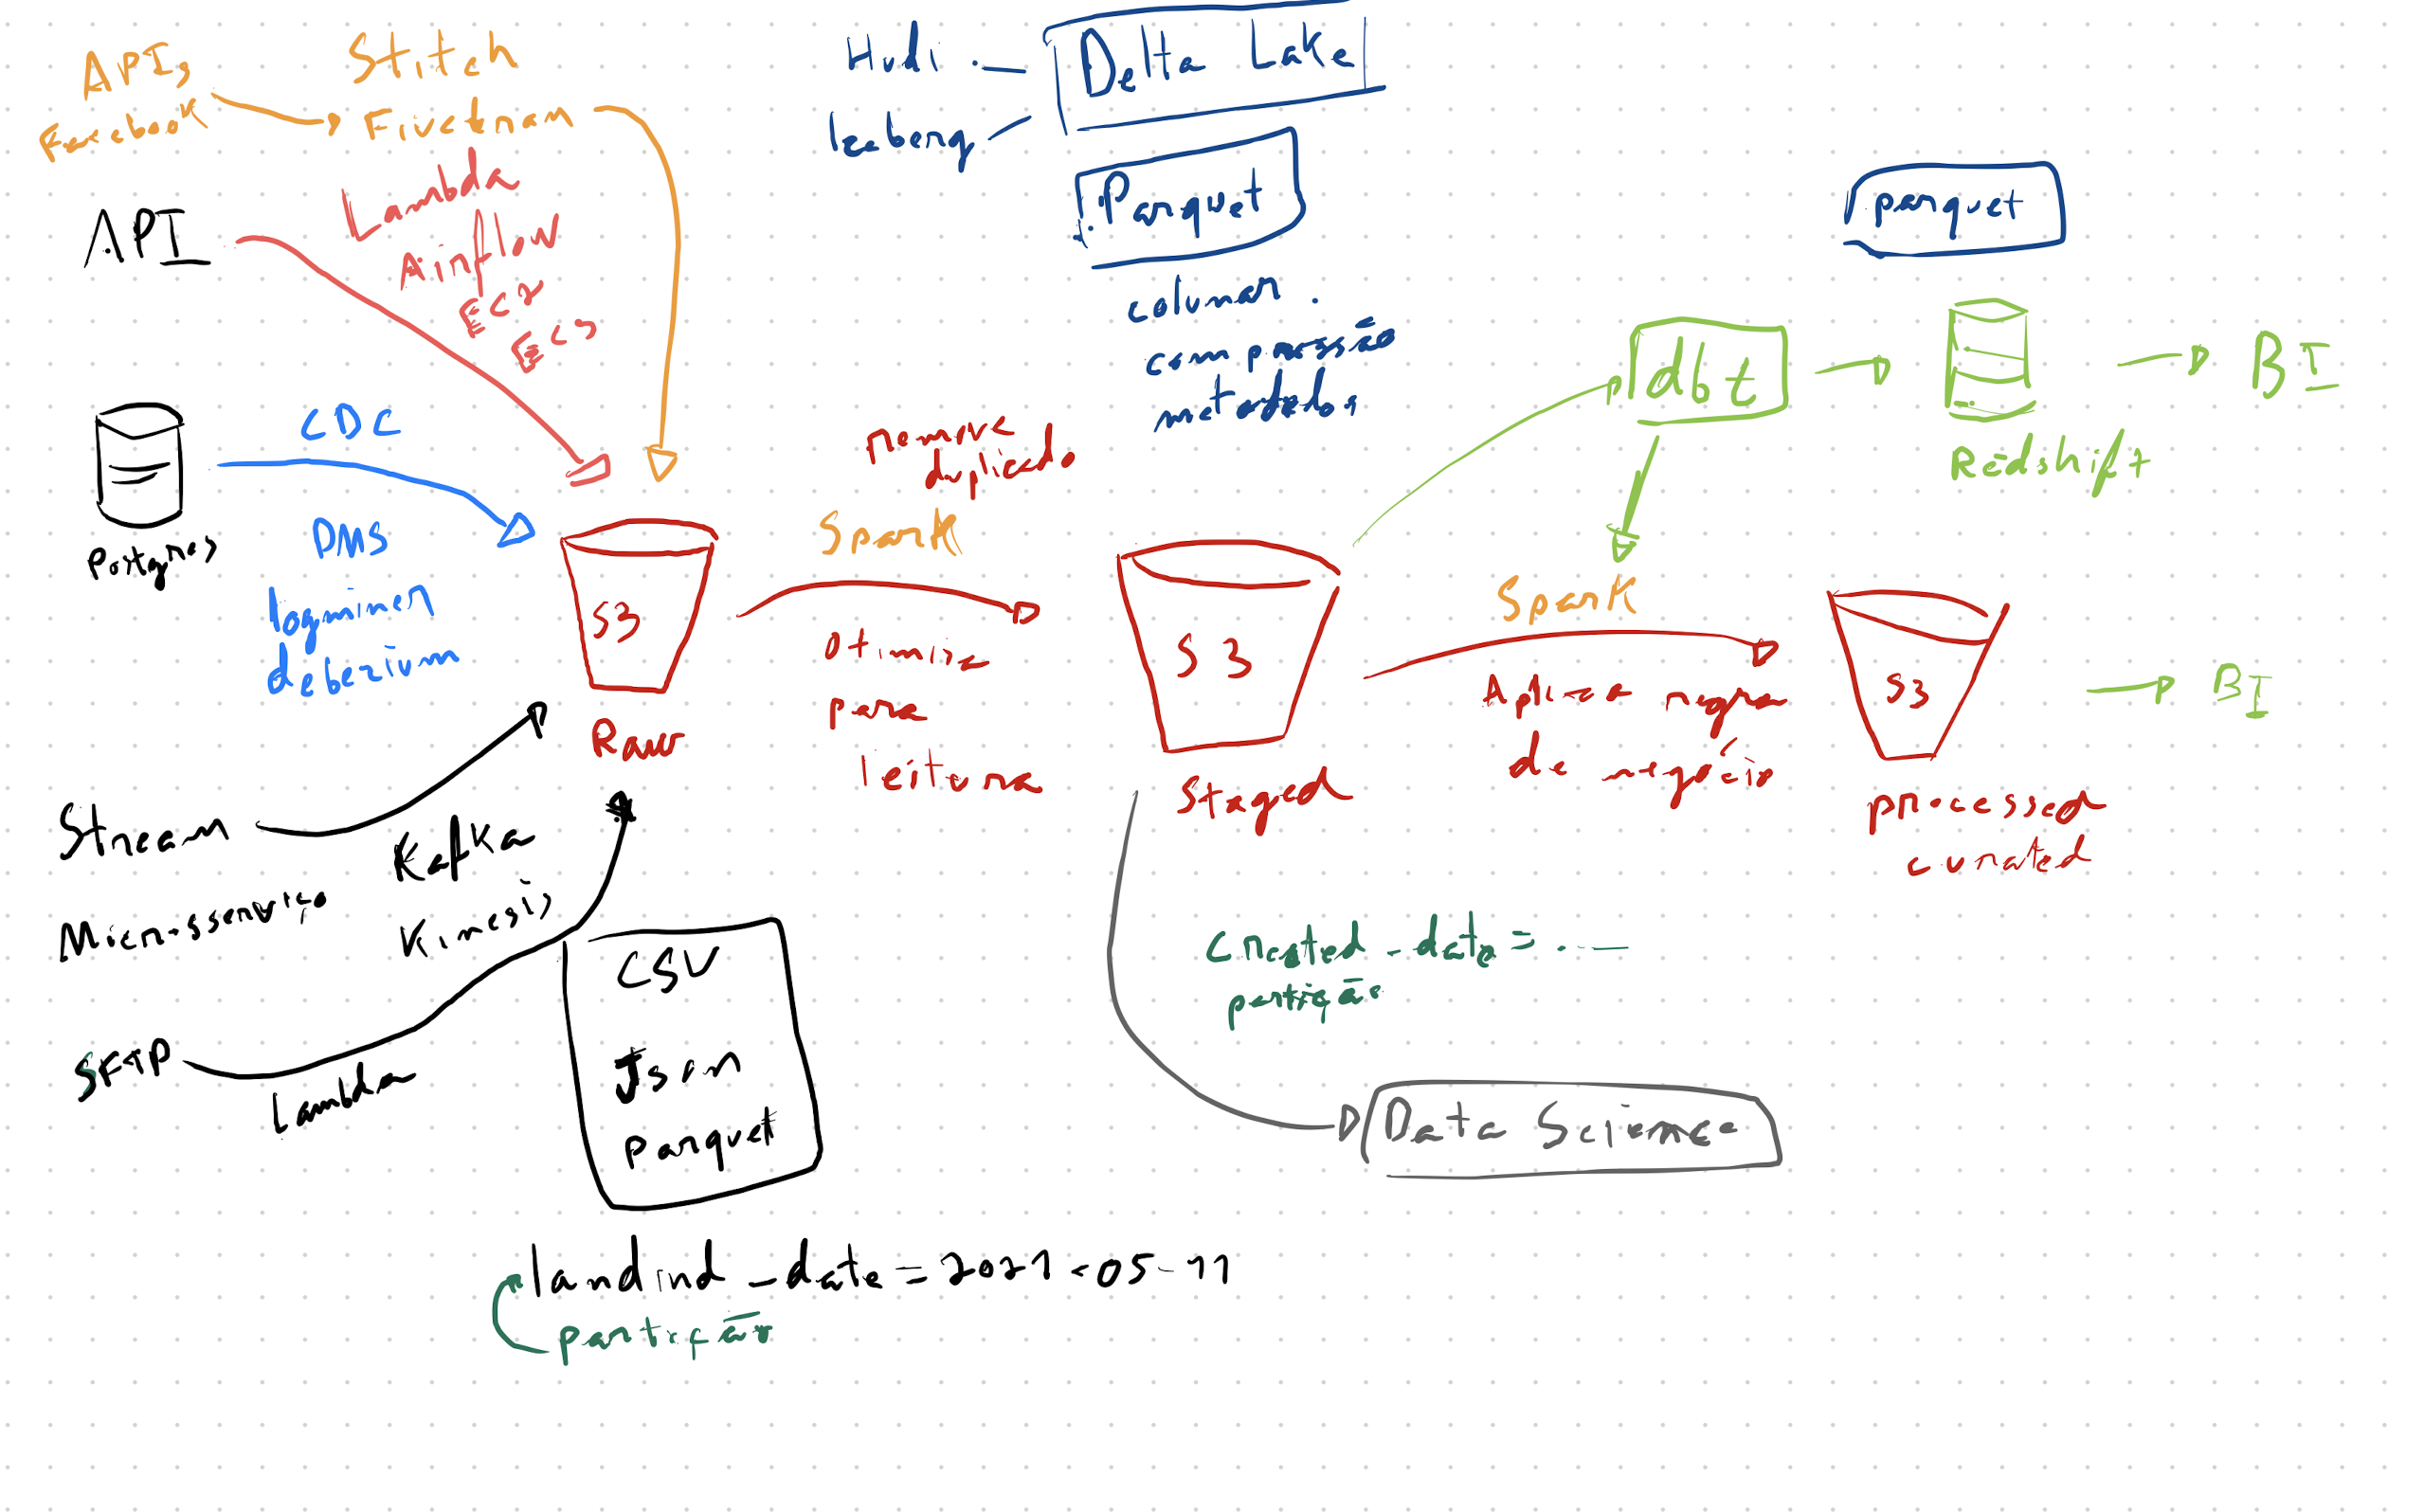 APIs
Facebook
Stitch
Fivetran
Hudi
Iceberg
Delta Lake
Parquet
colunar
compressão
metadados
parquet
API
Lambda
Airflow
EC2
ECS
Postgres
CDC
DMS
logminer
debezium
S3
Raw
remove
duplicado
Spark
Otimiza
para
leitura
S3
Staged
dbt
Redshift
BI
Spark
Aplica regra
de negócio
S3
processed
curated
BI
Stream
Microsserviço
Kafka
Kinesis
SFTP
Lambda
CSV
Json
Parquet
created_date = ....
partição
Data Science
landind_date = 2021-05-11
partição